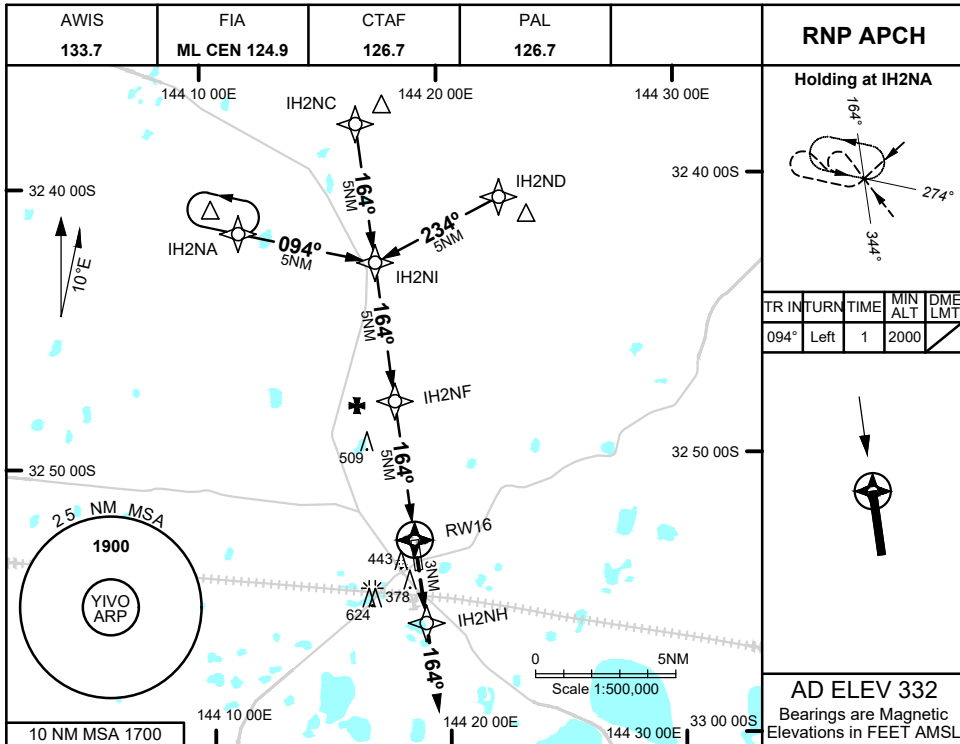 AWIS
133.7
FIA
ML CEN 124.9
CTAF
126.7
PAL
126.7
RNP APCH
144 10 00E
144 20 00E
144 30 00E
IH2NC
IH2ND
32 40 00S
32 40 00S
164°
5NM
234°
5NM
094°
5NM
IH2NA
IH2NI
10°E
164°
5NM
IH2NF
509
164°
5NM
32 50 00S
32 50 00S
RW16
443
3NM
378
624
IH2NH
164°
25 NM MSA
1900
YIVO
ARP
0
5NM
Scale 1:500,000
144 10 00E
144 20 00E
144 30 00E
33 00 00S
10 NM MSA 1700
Holding at IH2NA
164°
274°
344°
TR IN TURN TIME MIN ALT DME LMT
094° Left 1 2000
AD ELEV 332
Bearings are Magnetic
Elevations in FEET AMSL